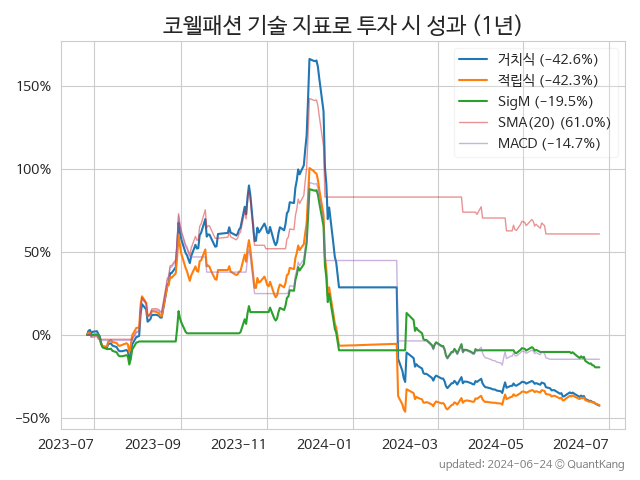 코웰패션 기술 지표로 투자 시 성과 (1년)
거치식 (-42.6%)
적립식 (-42.3%)
SigM (-19.5%)
SMA(20) (61.0%)
MACD (-14.7%)
150%
100%
50%
0%
-50%
2023-07 2023-09 2023-11 2024-01 2024-03 2024-05 2024-07
updated: 2024-06-24 © QuantKang